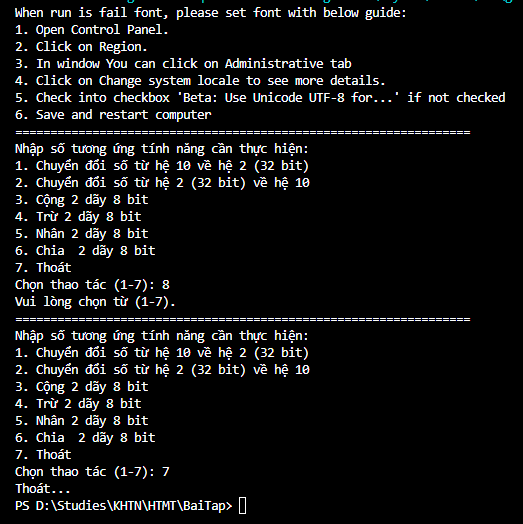 When run is fail font, please set font with below guide:
1. Open Control Panel.
2. Click on Region.
3. In window You can click on Administrative tab
4. Click on Change system locale to see more details.
5. Check into checkbox 'Beta: Use Unicode UTF-8 for...' if not checked
6. Save and restart computer
=================================================================
Nhập số tương ứng tính năng cần thực hiện:
1. Chuyển đổi số từ hệ 10 về hệ 2 (32 bit)
2. Chuyển đổi số từ hệ 2 (32 bit) về hệ 10
3. Cộng 2 dãy 8 bit
4. Trừ 2 dãy 8 bit
5. Nhân 2 dãy 8 bit
6. Chia  2 dãy 8 bit
7. Thoát
Chọn thao tác (1-7): 8
Vui lòng chọn từ (1-7).
=================================================================
Nhập số tương ứng tính năng cần thực hiện:
1. Chuyển đổi số từ hệ 10 về hệ 2 (32 bit)
2. Chuyển đổi số từ hệ 2 (32 bit) về hệ 10
3. Cộng 2 dãy 8 bit
4. Trừ 2 dãy 8 bit
5. Nhân 2 dãy 8 bit
6. Chia  2 dãy 8 bit
7. Thoát
Chọn thao tác (1-7): 7
Thoát...
PS D:\Studies\KHTN\HTMT\BaiTap>